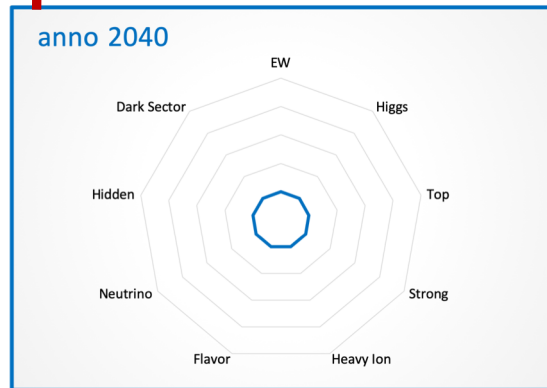 anno 2040
EW
Dark Sector
Higgs
Hidden
Top
Neutrino
Strong
Flavor
Heavy Ion